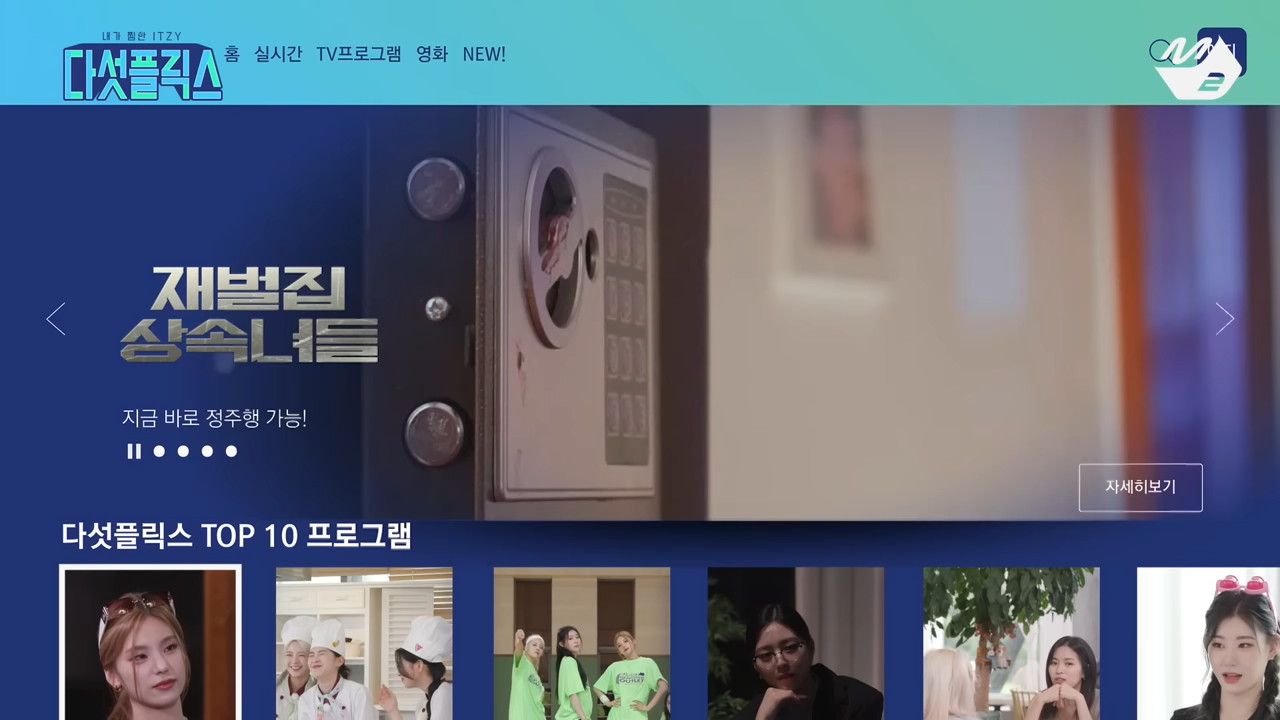 내가 찜한 ITZY
다섯플릭스
홈 실시간 TV프로그램 영화 NEW!
M2
재벌집
상속녀들
지금 바로 정주행 가능!
자세히보기
다섯플릭스 TOP 10 프로그램